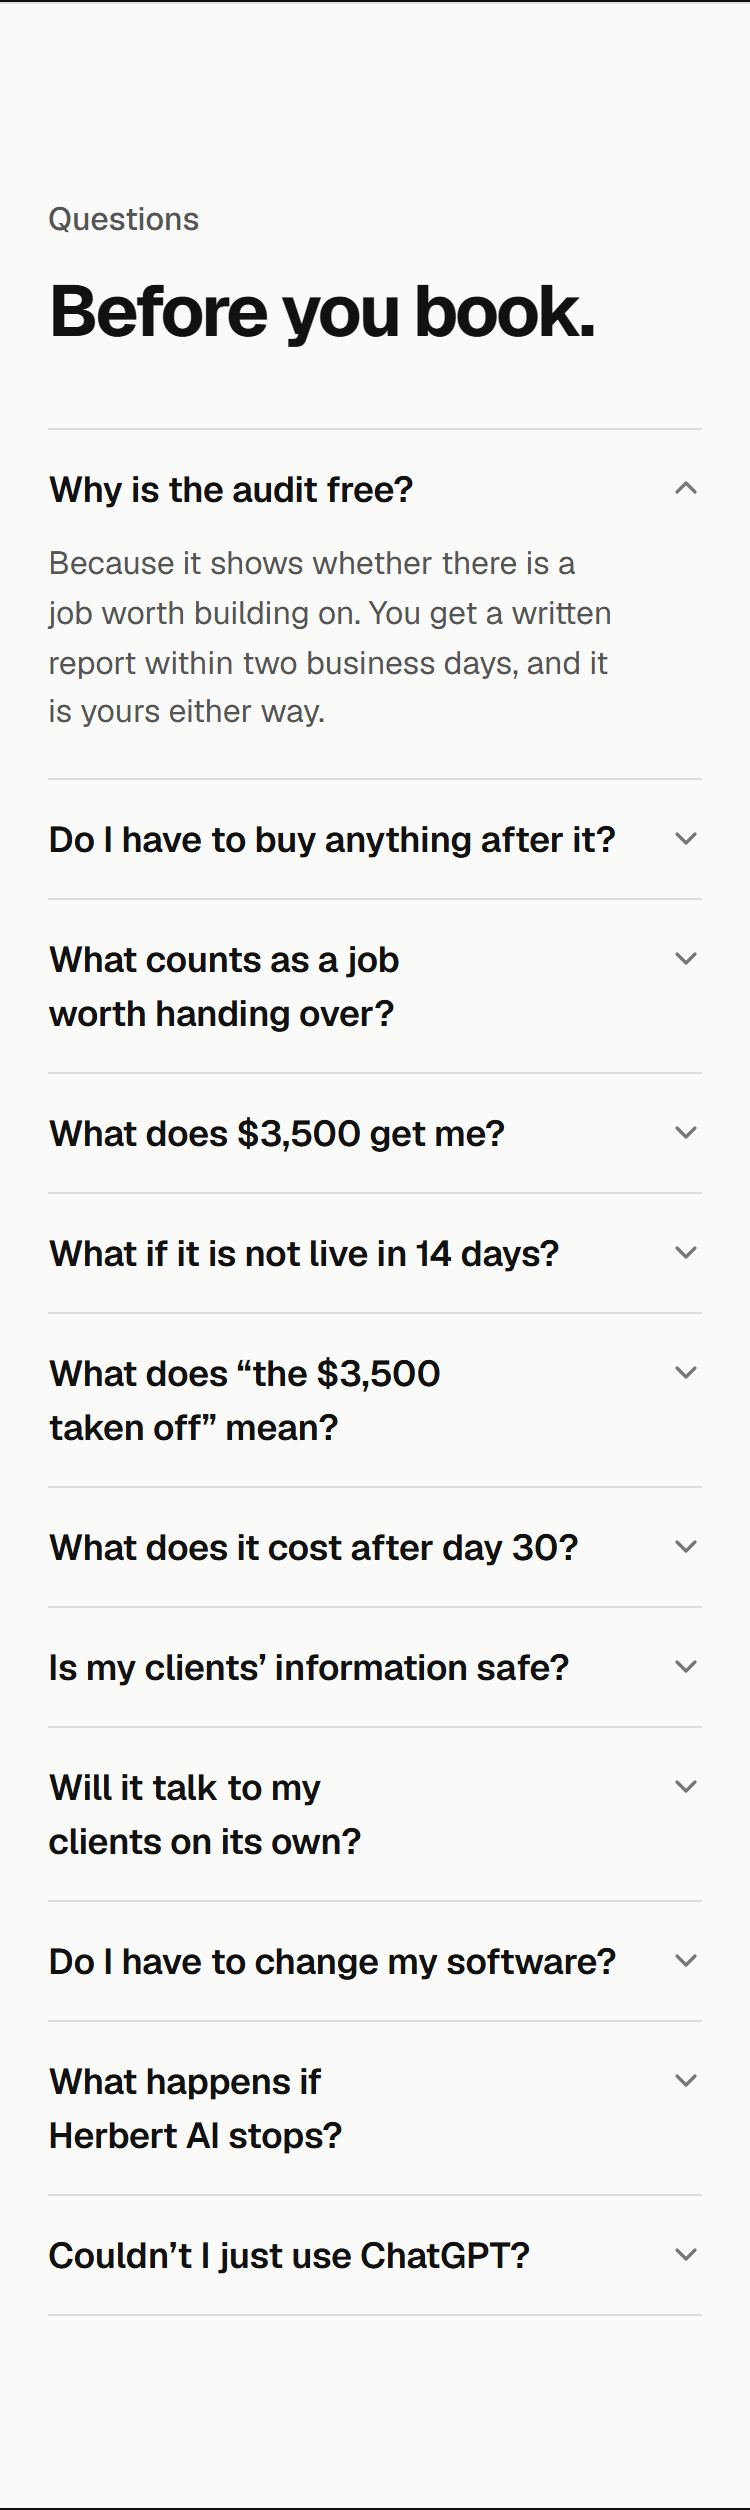 Questions
Before you book.
Why is the audit free?
Because it shows whether there is a
job worth building on. You get a written
report within two business days, and it
is yours either way.
Do I have to buy anything after it?
What counts as a job
worth handing over?
What does $3,500 get me?
What if it is not live in 14 days?
What does “the $3,500
taken off” mean?
What does it cost after day 30?
Is my clients’ information safe?
Will it talk to my
clients on its own?
Do I have to change my software?
What happens if
Herbert AI stops?
Couldn’t I just use ChatGPT?